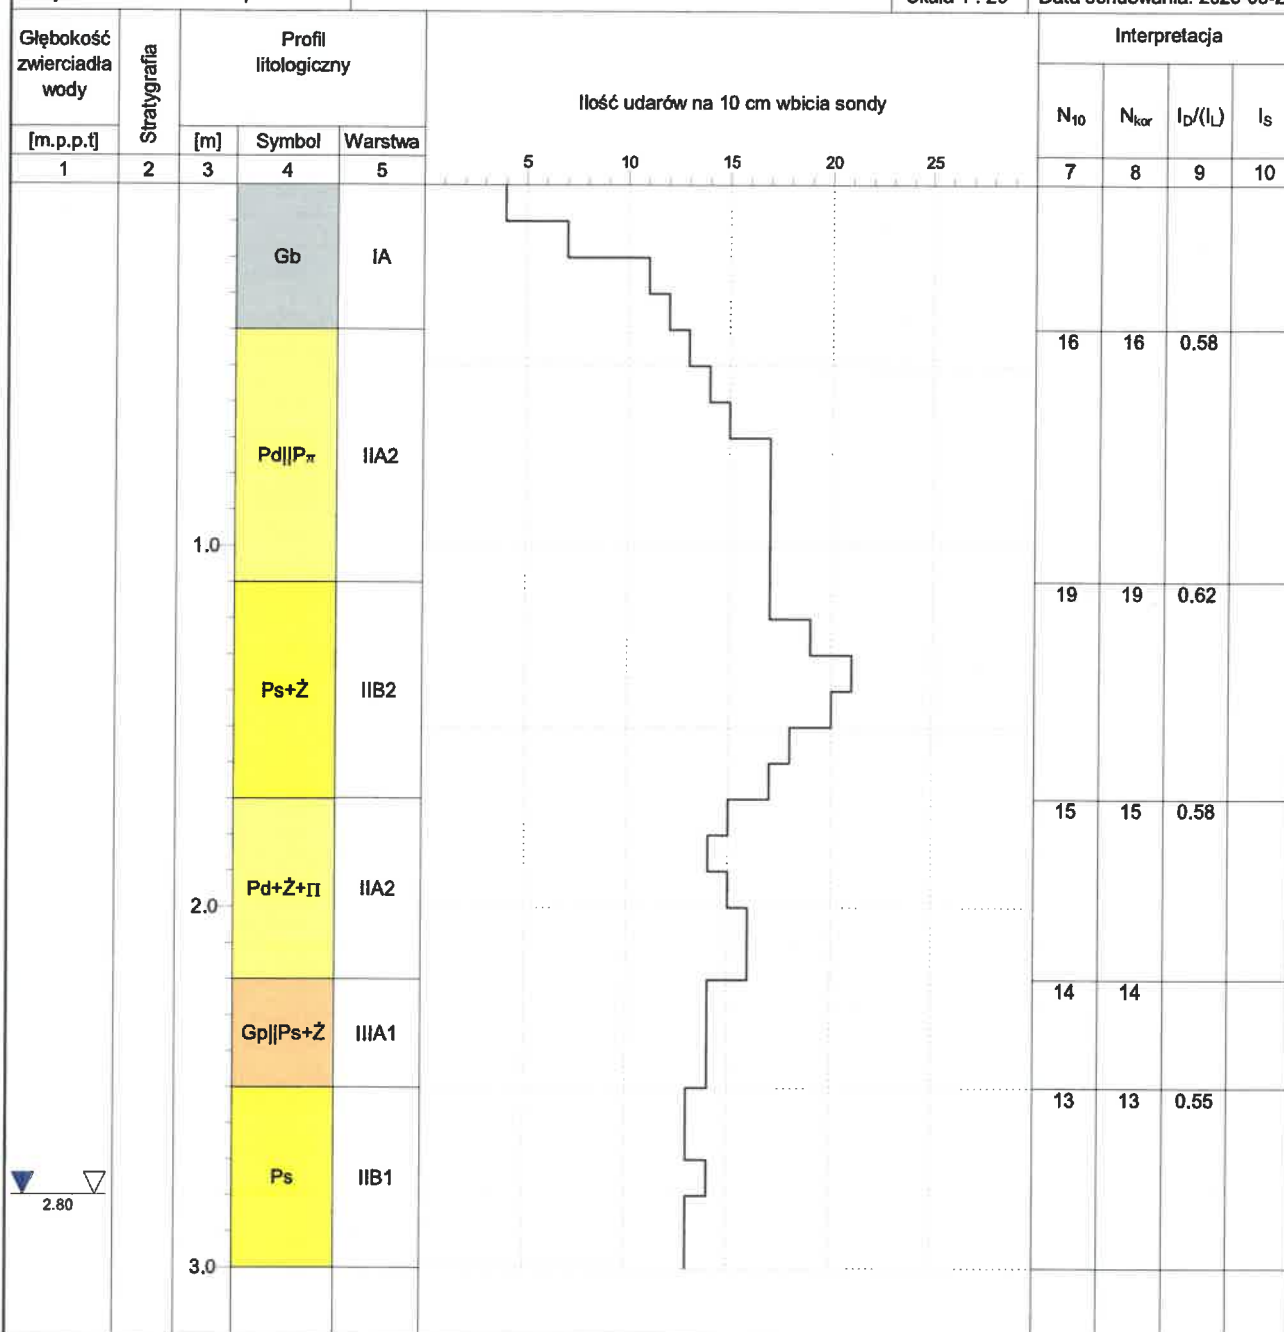 Głębokość zwierciadła wody
[m.p.p.t]
Stratygrafia
Profil litologiczny
[m] Symbol Warstwa
Ilość udarów na 10 cm wbicia sondy
Interpretacja
N10 Nkor ID/(IL) IS
5 10 15 20 25
1 2 3 4 5 7 8 9 10
Gb IA
16 16 0.58
Pd||Pπ IIA2
1.0
19 19 0.62
Ps+Ż IIB2
15 15 0.58
Pd+Ż+Π IIA2
2.0
14 14
Gp||Ps+Ż IIIA1
13 13 0.55
Ps IIB1
2.80
3.0